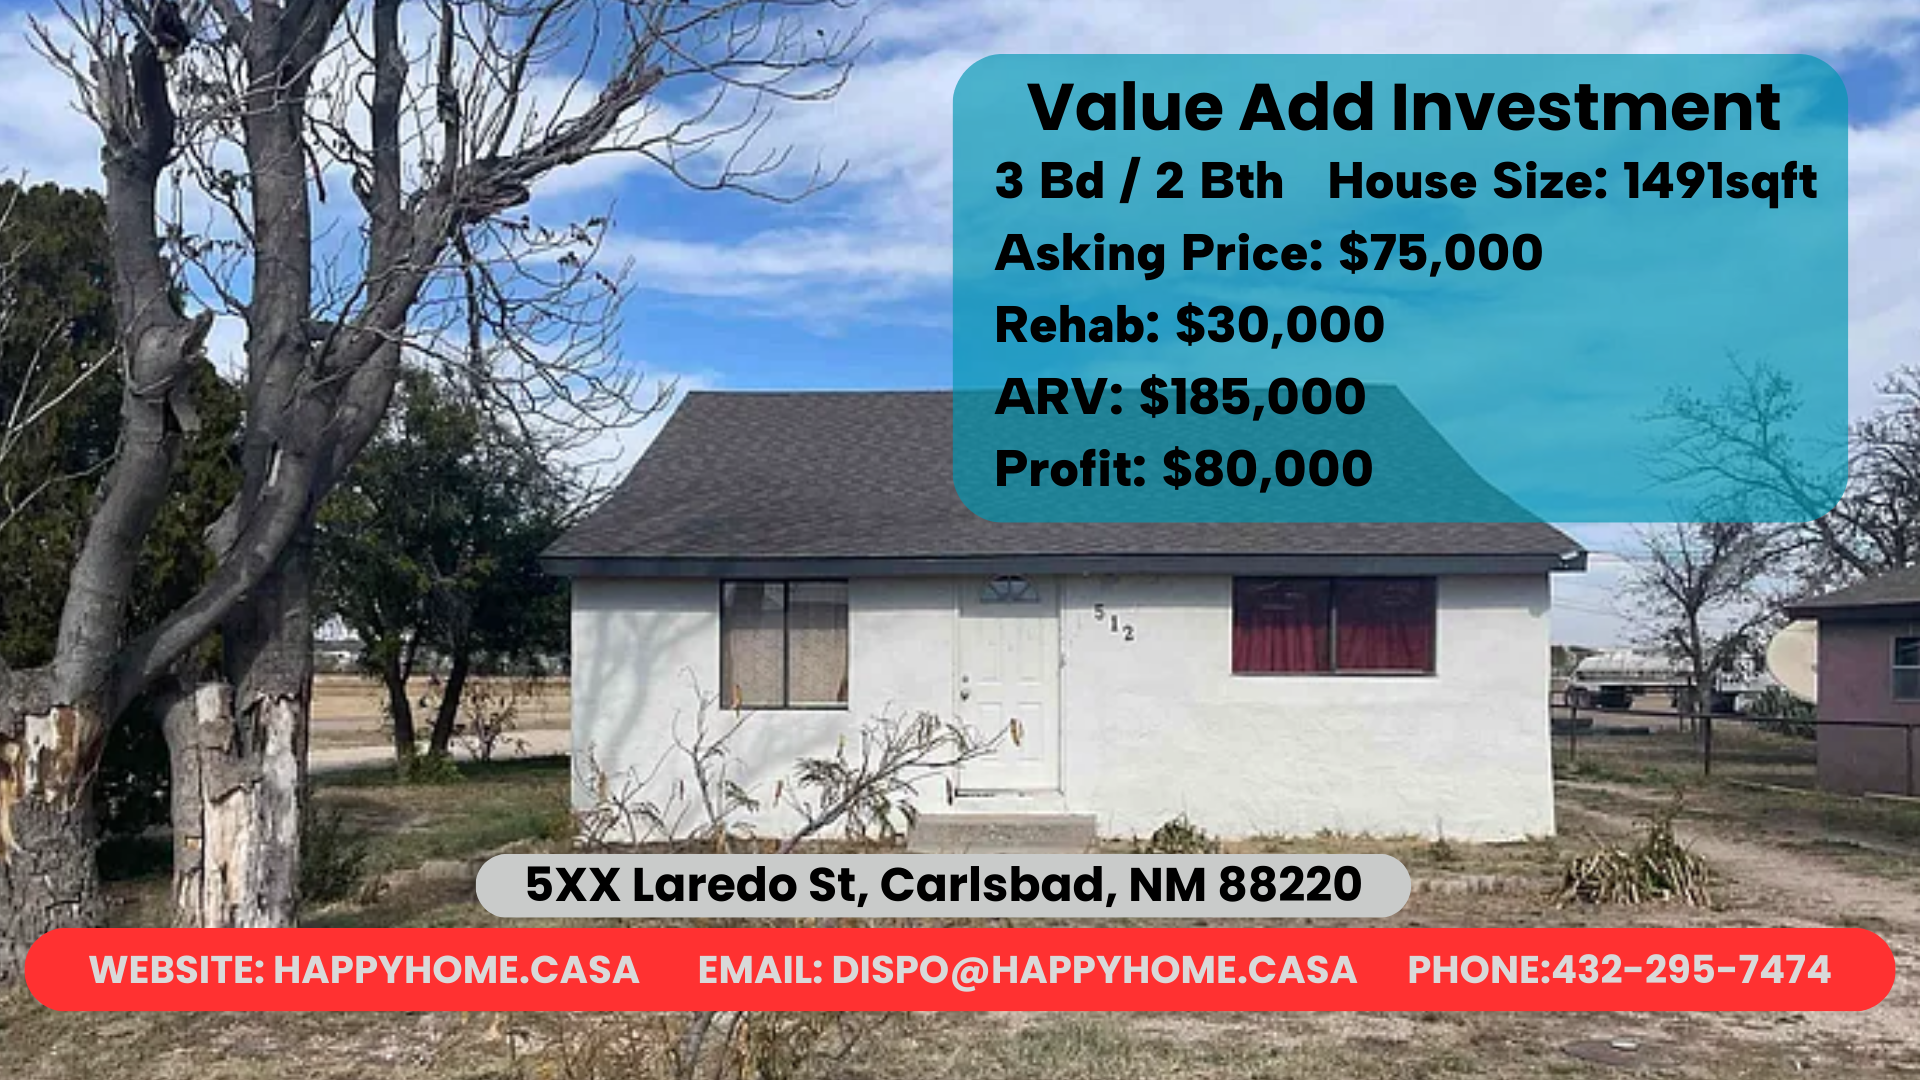 Value Add Investment
3 Bd / 2 Bth House Size: 1491sqft
Asking Price: $75,000
Rehab: $30,000
ARV: $185,000
Profit: $80,000
512
5XX Laredo St, Carlsbad, NM 88220
WEBSITE: HAPPYHOME.CASA EMAIL: DISPO@HAPPYHOME.CASA PHONE:432-295-7474